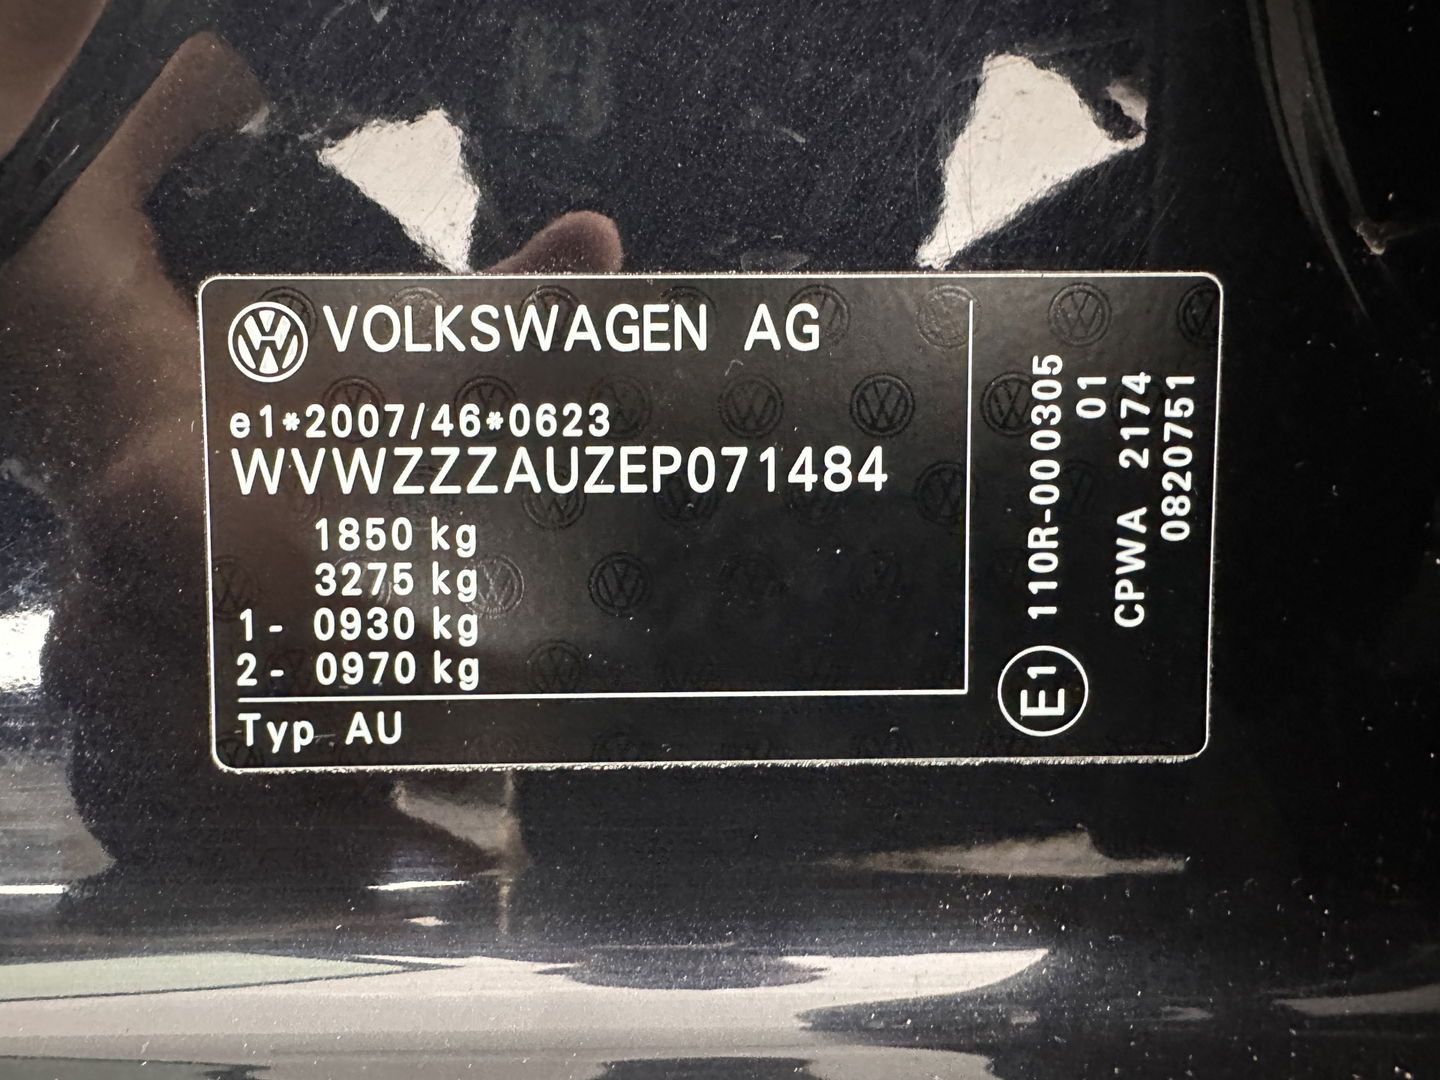 VOLKSWAGEN AG
e1*2007/46*0623
WVWZZZAUZEP071484
1850 kg
3275 kg
1- 0930 kg
2- 0970 kg
Typ AU
E1 110R-000305
01
CPWA 2174
0820751